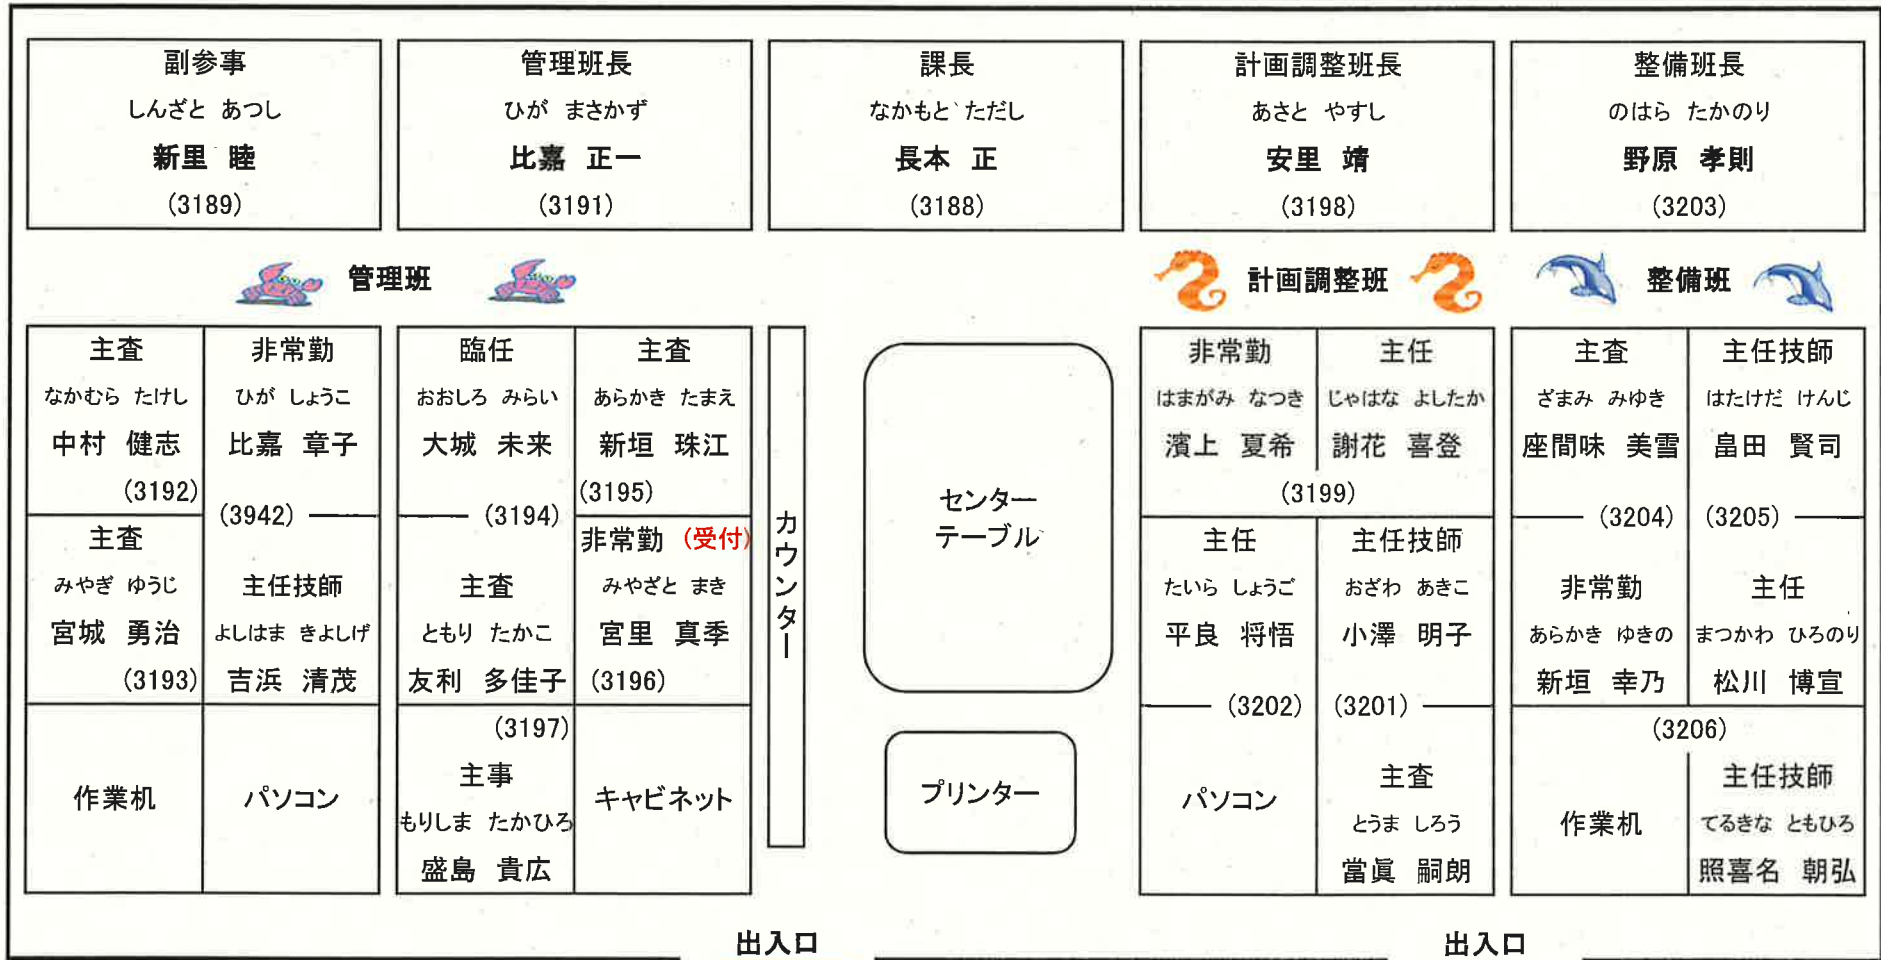 副参事
しんざと あつし
新里 睦
(3189)
管理班長
ひが まさかず
比嘉 正一
(3191)
課長
なかもと ただし
長本 正
(3188)
計画調整班長
あさと やすし
安里 靖
(3198)
整備班長
のはら たかのり
野原 孝則
(3203)
管理班
計画調整班
整備班
主査
なかむら たけし
中村 健志
(3192)
非常勤
ひが しょうこ
比嘉 章子
(3942)
主査
みやぎ ゆうじ
宮城 勇治
(3193)
主任技師
よしはま きよしげ
吉浜 清茂
作業机
パソコン
臨任
おおしろ みらい
大城 未来
(3194)
主査
あらかき たまえ
新垣 珠江
(3195)
主査
ともり たかこ
友利 多佳子
非常勤 (受付)
みやざと まき
宮里 真季
(3196)
(3197)
主事
もりしま たかひろ
盛島 貴広
キャビネット
カウンター
センター
テーブル
プリンター
非常勤
はまがみ なつき
濱上 夏希
主任
じゃはな よしたか
謝花 喜登
(3199)
主任
たいら しょうご
平良 将悟
(3202)
主任技師
おざわ あきこ
小澤 明子
(3201)
パソコン
主査
とうま しろう
當眞 嗣朗
主査
ざまみ みゆき
座間味 美雪
(3204)
主任技師
はたけだ けんじ
畠田 賢司
(3205)
非常勤
あらかき ゆきの
新垣 幸乃
主任
まつかわ ひろのり
松川 博宣
(3206)
作業机
主任技師
てるきな ともひろ
照喜名 朝弘
出入口
出入口